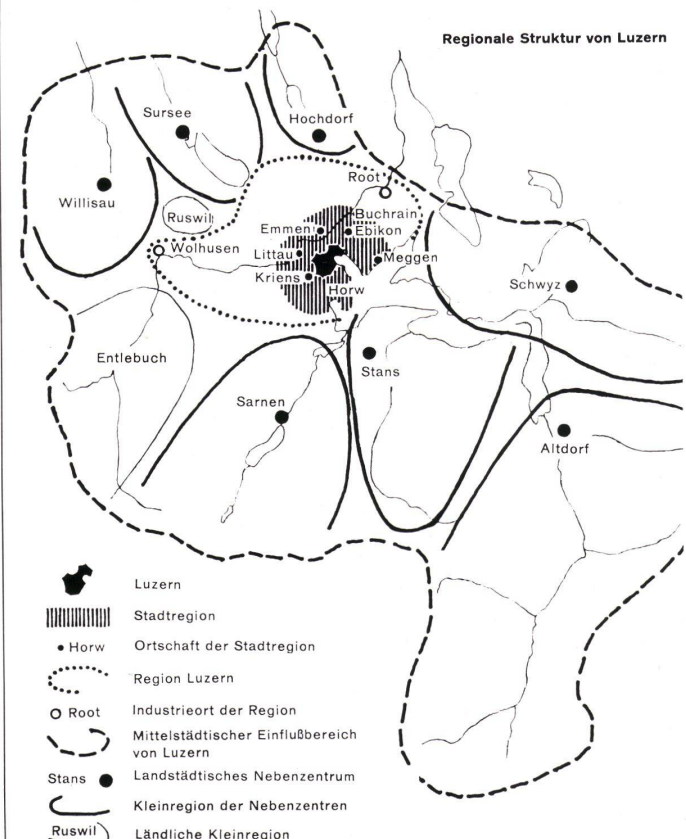 Regionale Struktur von Luzern
Sursee
Hochdorf
Willisau
Root
Ruswil
Buchrain
Emmen
Ebikon
Wolhusen
Littau
Meggen
Kriens
Horw
Schwyz
Entlebuch
Stans
Sarnen
Altdorf
Luzern
Stadtregion
Horw Ortschaft der Stadtregion
Region Luzern
Root Industrieort der Region
Mittelstädtischer Einflußbereich
von Luzern
Stans Landstädtisches Nebenzentrum
Kleinregion der Nebenzentren
Ruswil Ländliche Kleinregion